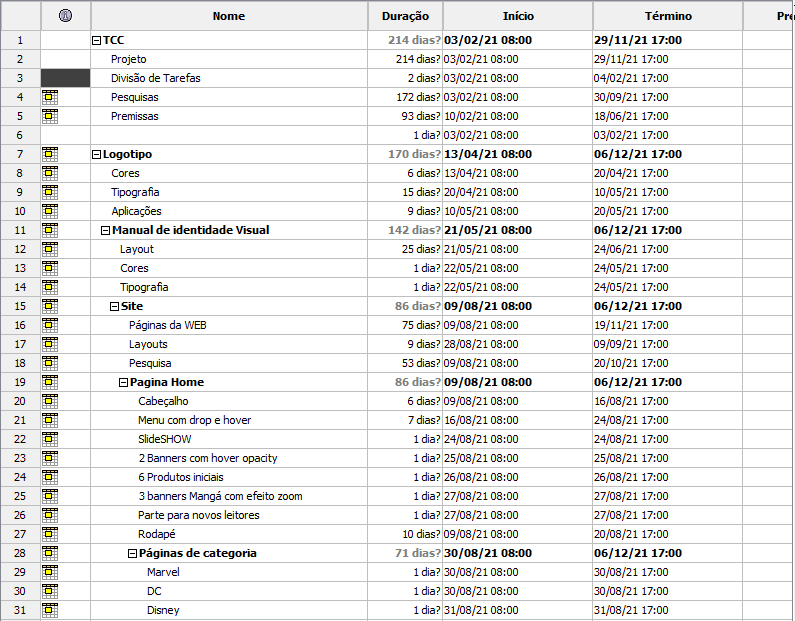 Nome Duração Início Término Pre
1 TCC 214 dias? 03/02/21 08:00 29/11/21 17:00
2 Projeto 214 dias? 03/02/21 08:00 29/11/21 17:00
3 Divisão de Tarefas 2 dias? 03/02/21 08:00 04/02/21 17:00
4 Pesquisas 172 dias? 03/02/21 08:00 30/09/21 17:00
5 Premissas 93 dias? 10/02/21 08:00 18/06/21 17:00
6 1 dia? 03/02/21 08:00 03/02/21 17:00
7 Logotipo 170 dias? 13/04/21 08:00 06/12/21 17:00
8 Cores 6 dias? 13/04/21 08:00 20/04/21 17:00
9 Tipografia 15 dias? 20/04/21 08:00 10/05/21 17:00
10 Aplicações 9 dias? 10/05/21 08:00 20/05/21 17:00
11 Manual de identidade Visual 142 dias? 21/05/21 08:00 06/12/21 17:00
12 Layout 25 dias? 21/05/21 08:00 24/06/21 17:00
13 Cores 1 dia? 22/05/21 08:00 24/05/21 17:00
14 Tipografia 1 dia? 22/05/21 08:00 24/05/21 17:00
15 Site 86 dias? 09/08/21 08:00 06/12/21 17:00
16 Páginas da WEB 75 dias? 09/08/21 08:00 19/11/21 17:00
17 Layouts 9 dias? 28/08/21 08:00 09/09/21 17:00
18 Pesquisa 53 dias? 09/08/21 08:00 20/10/21 17:00
19 Pagina Home 86 dias? 09/08/21 08:00 06/12/21 17:00
20 Cabeçalho 6 dias? 09/08/21 08:00 16/08/21 17:00
21 Menu com drop e hover 7 dias? 16/08/21 08:00 24/08/21 17:00
22 SlideSHOW 1 dia? 24/08/21 08:00 24/08/21 17:00
23 2 Banners com hover opacity 1 dia? 25/08/21 08:00 25/08/21 17:00
24 6 Produtos iniciais 1 dia? 26/08/21 08:00 26/08/21 17:00
25 3 banners Mangá com efeito zoom 1 dia? 27/08/21 08:00 27/08/21 17:00
26 Parte para novos leitores 1 dia? 27/08/21 08:00 27/08/21 17:00
27 Rodapé 10 dias? 09/08/21 08:00 20/08/21 17:00
28 Páginas de categoria 71 dias? 30/08/21 08:00 06/12/21 17:00
29 Marvel 1 dia? 30/08/21 08:00 30/08/21 17:00
30 DC 1 dia? 30/08/21 08:00 30/08/21 17:00
31 Disney 1 dia? 31/08/21 08:00 31/08/21 17:00